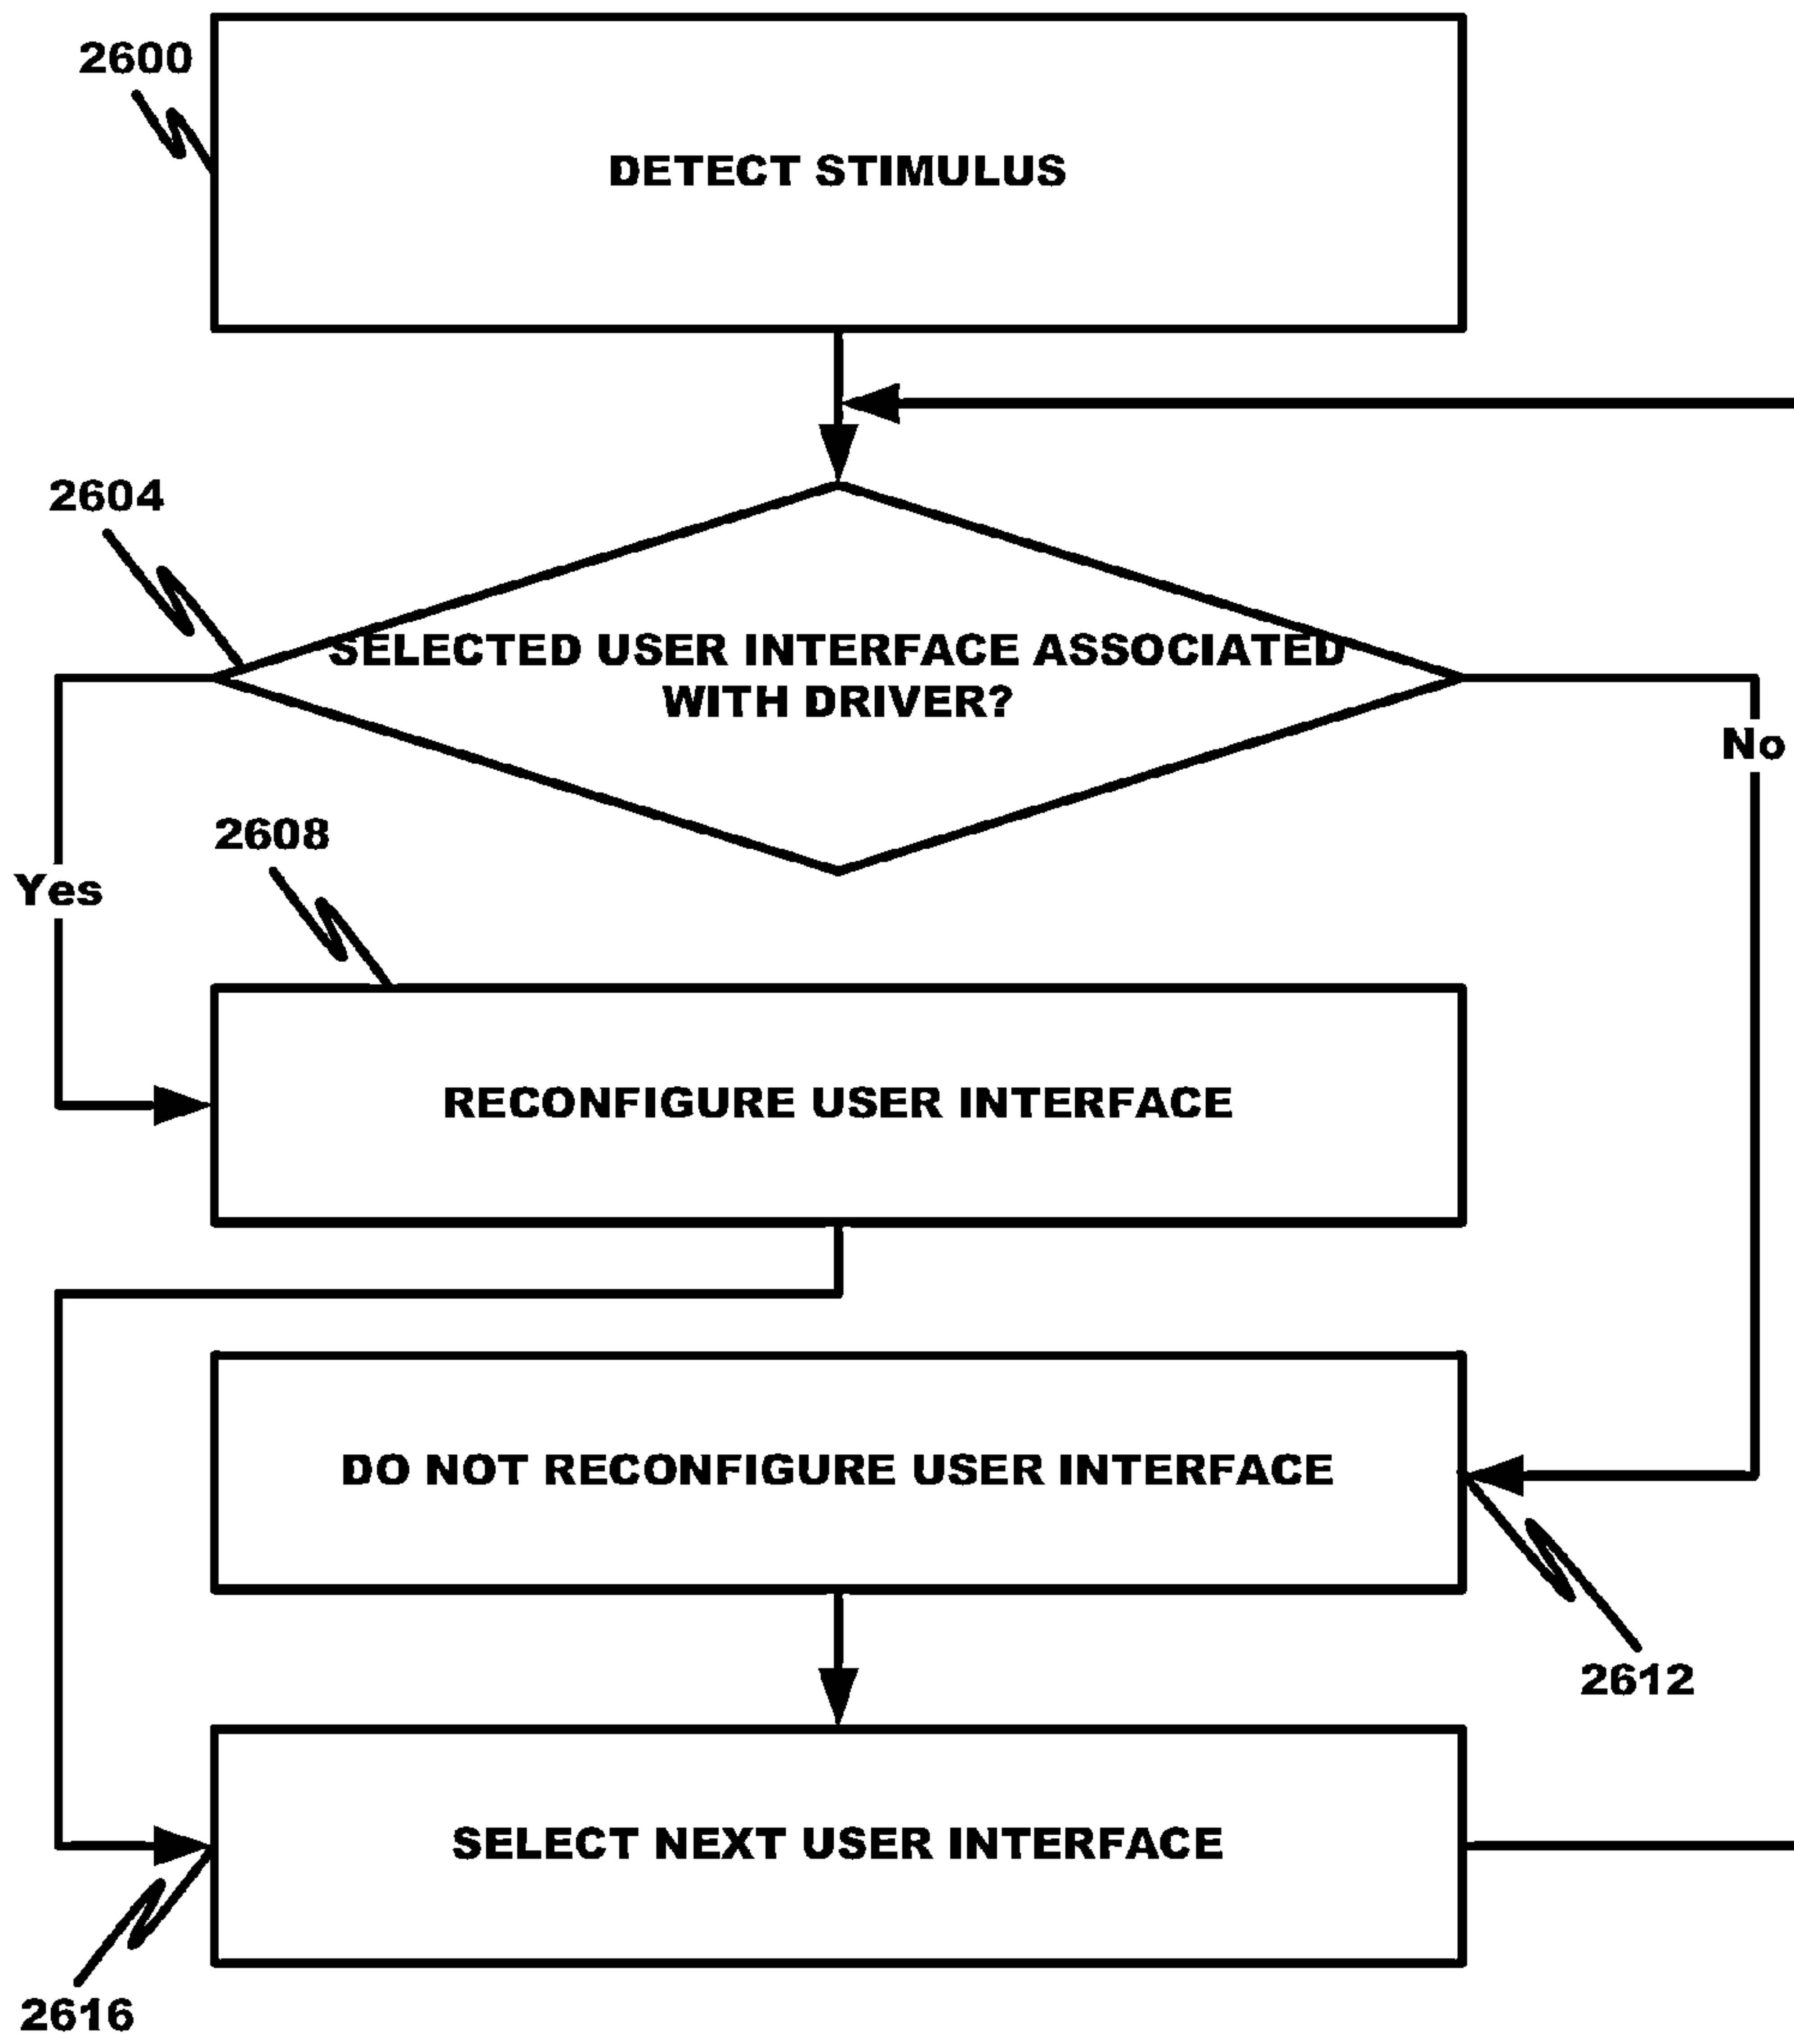 2600
DETECT STIMULUS
2604
SELECTED USER INTERFACE ASSOCIATED
WITH DRIVER?
No
2608
Yes
RECONFIGURE USER INTERFACE
DO NOT RECONFIGURE USER INTERFACE
2612
SELECT NEXT USER INTERFACE
2616